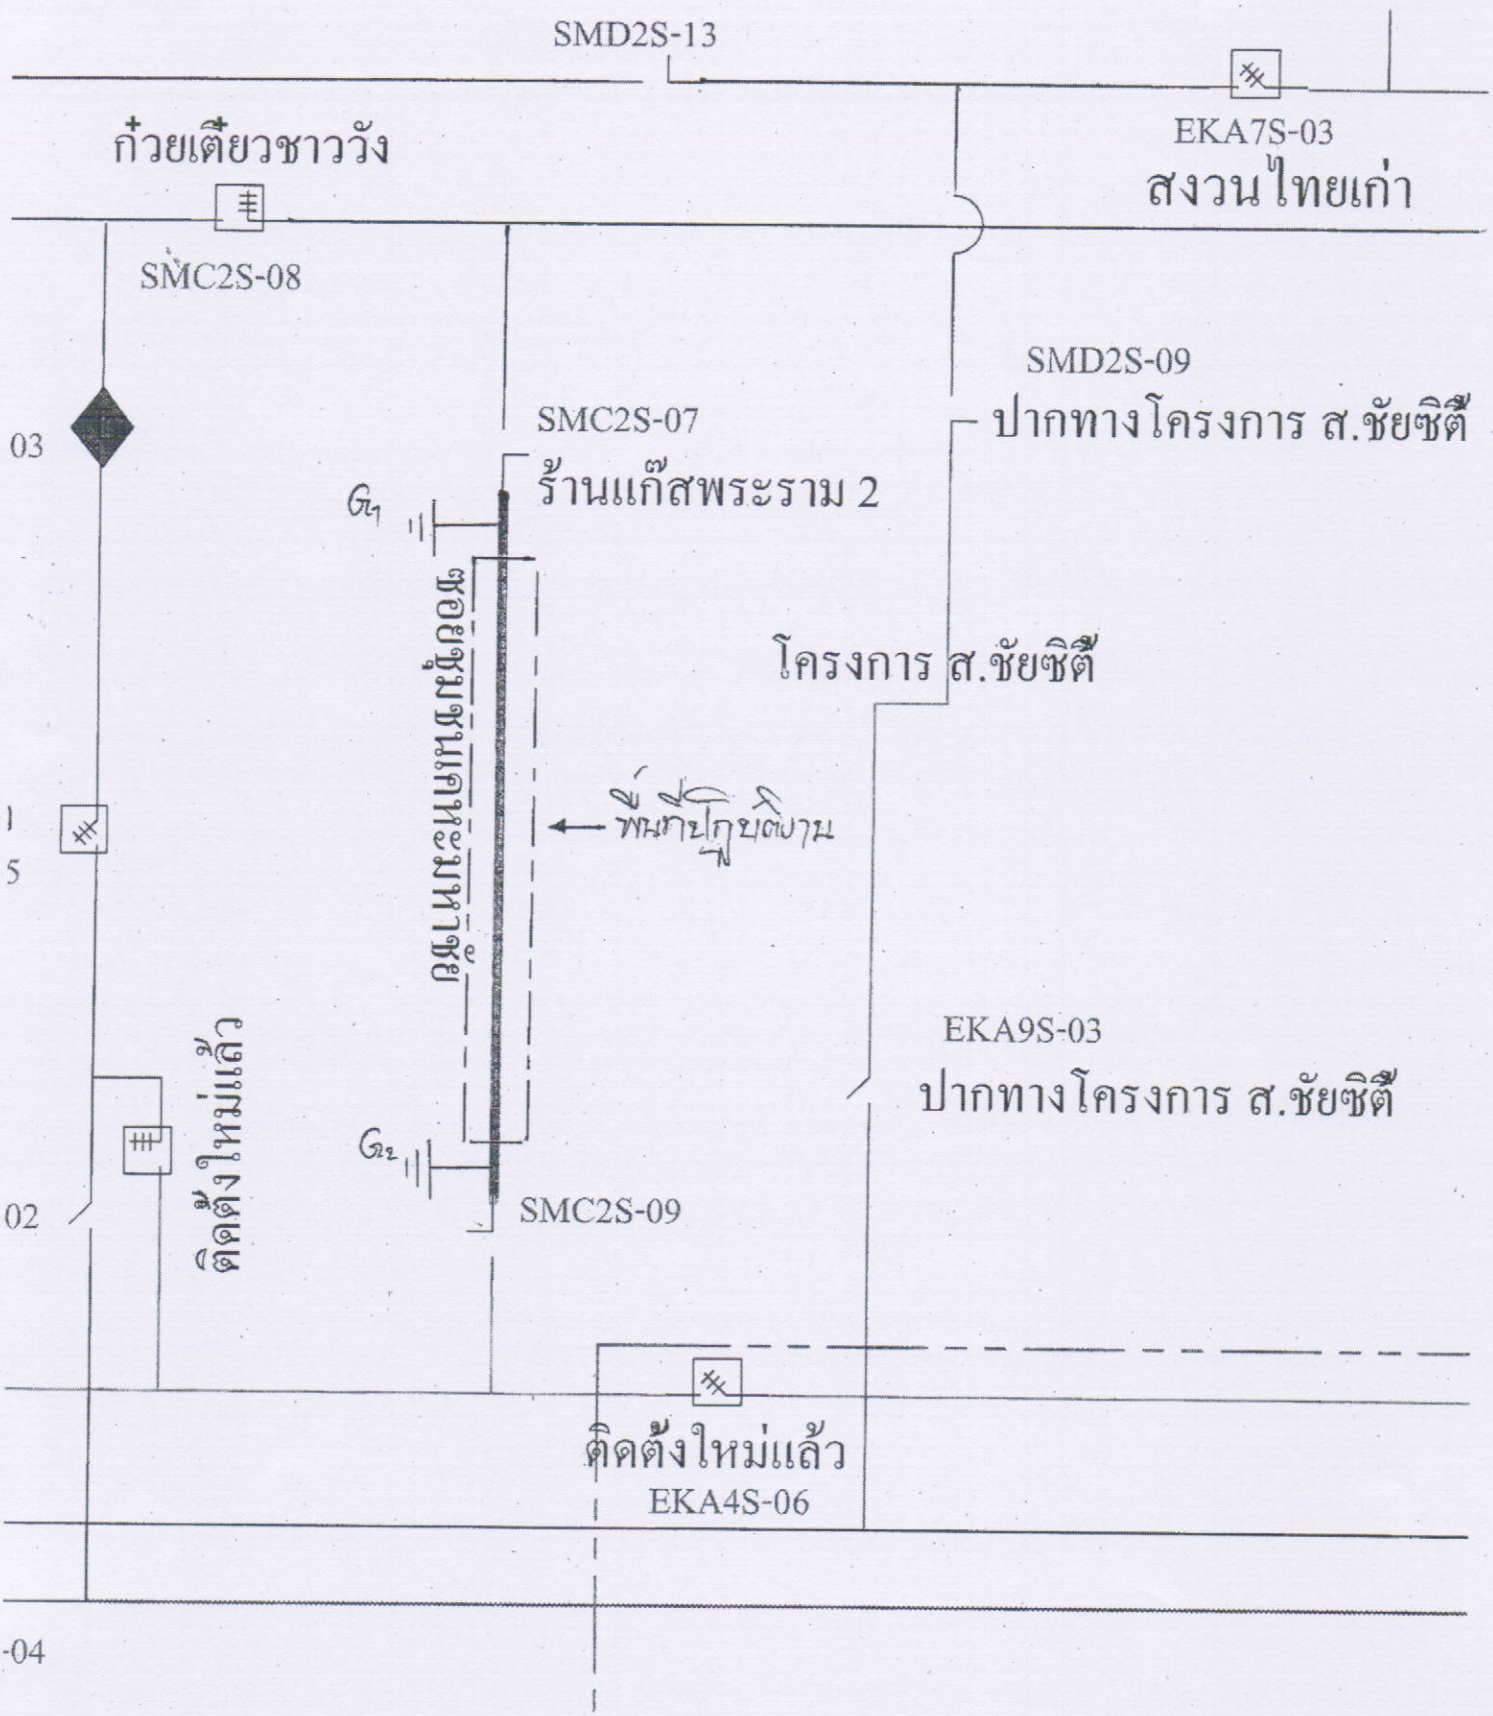 SMD2S-13
EKA7S-03
สงวนไทยเก่า
ก๋วยเตี๋ยวชาววัง
SMC2S-08
SMD2S-09
ปากทางโครงการ ส.ชัยซิตี้
03
SMC2S-07
ร้านแก๊สพระราม 2
G1
ซอยชุมชนเคหะมหาชัย
โครงการ ส.ชัยซิตี้
พื้นที่ปฏิบัติงาน
5
EKA9S-03
ปากทางโครงการ ส.ชัยซิตี้
ติดตั้งใหม่แล้ว
G2
02
SMC2S-09
ติดตั้งใหม่แล้ว
EKA4S-06
-04